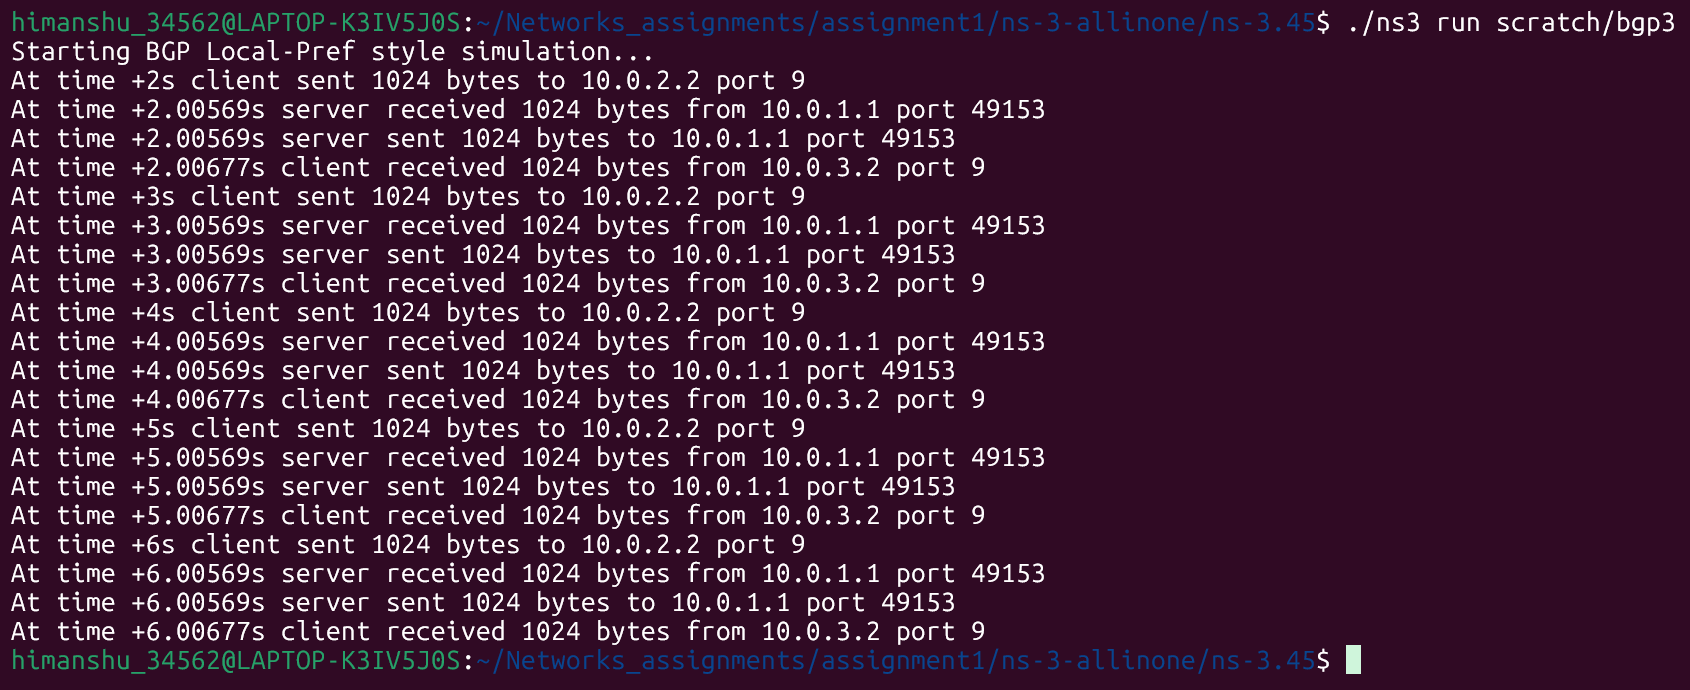 himanshu_34562@LAPTOP-K3IV5J0S:~/Networks_assignments/assignment1/ns-3-allinone/ns-3.45$ ./ns3 run scratch/bgp3
Starting BGP Local-Pref style simulation...
At time +2s client sent 1024 bytes to 10.0.2.2 port 9
At time +2.00569s server received 1024 bytes from 10.0.1.1 port 49153
At time +2.00569s server sent 1024 bytes to 10.0.1.1 port 49153
At time +2.00677s client received 1024 bytes from 10.0.3.2 port 9
At time +3s client sent 1024 bytes to 10.0.2.2 port 9
At time +3.00569s server received 1024 bytes from 10.0.1.1 port 49153
At time +3.00569s server sent 1024 bytes to 10.0.1.1 port 49153
At time +3.00677s client received 1024 bytes from 10.0.3.2 port 9
At time +4s client sent 1024 bytes to 10.0.2.2 port 9
At time +4.00569s server received 1024 bytes from 10.0.1.1 port 49153
At time +4.00569s server sent 1024 bytes to 10.0.1.1 port 49153
At time +4.00677s client received 1024 bytes from 10.0.3.2 port 9
At time +5s client sent 1024 bytes to 10.0.2.2 port 9
At time +5.00569s server received 1024 bytes from 10.0.1.1 port 49153
At time +5.00569s server sent 1024 bytes to 10.0.1.1 port 49153
At time +5.00677s client received 1024 bytes from 10.0.3.2 port 9
At time +6s client sent 1024 bytes to 10.0.2.2 port 9
At time +6.00569s server received 1024 bytes from 10.0.1.1 port 49153
At time +6.00569s server sent 1024 bytes to 10.0.1.1 port 49153
At time +6.00677s client received 1024 bytes from 10.0.3.2 port 9
himanshu_34562@LAPTOP-K3IV5J0S:~/Networks_assignments/assignment1/ns-3-allinone/ns-3.45$